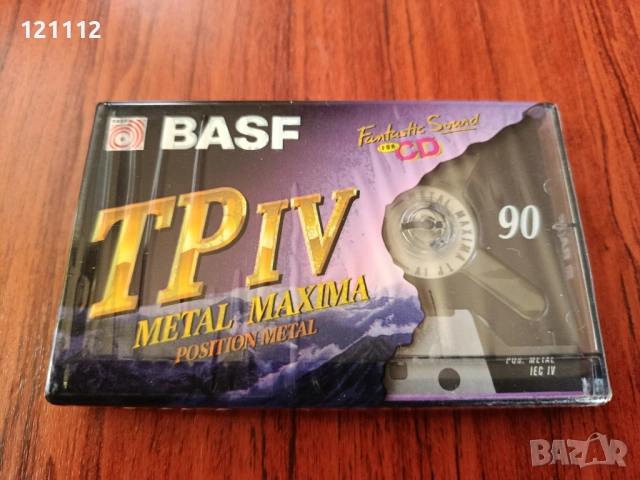 121112
BASF
Fantastic Sound
FOR CD
TP IV
METAL MAXIMA
POSITION METAL
METAL MAXIMA TP IV
90
POS. METAL
IEC IV
BAZAR